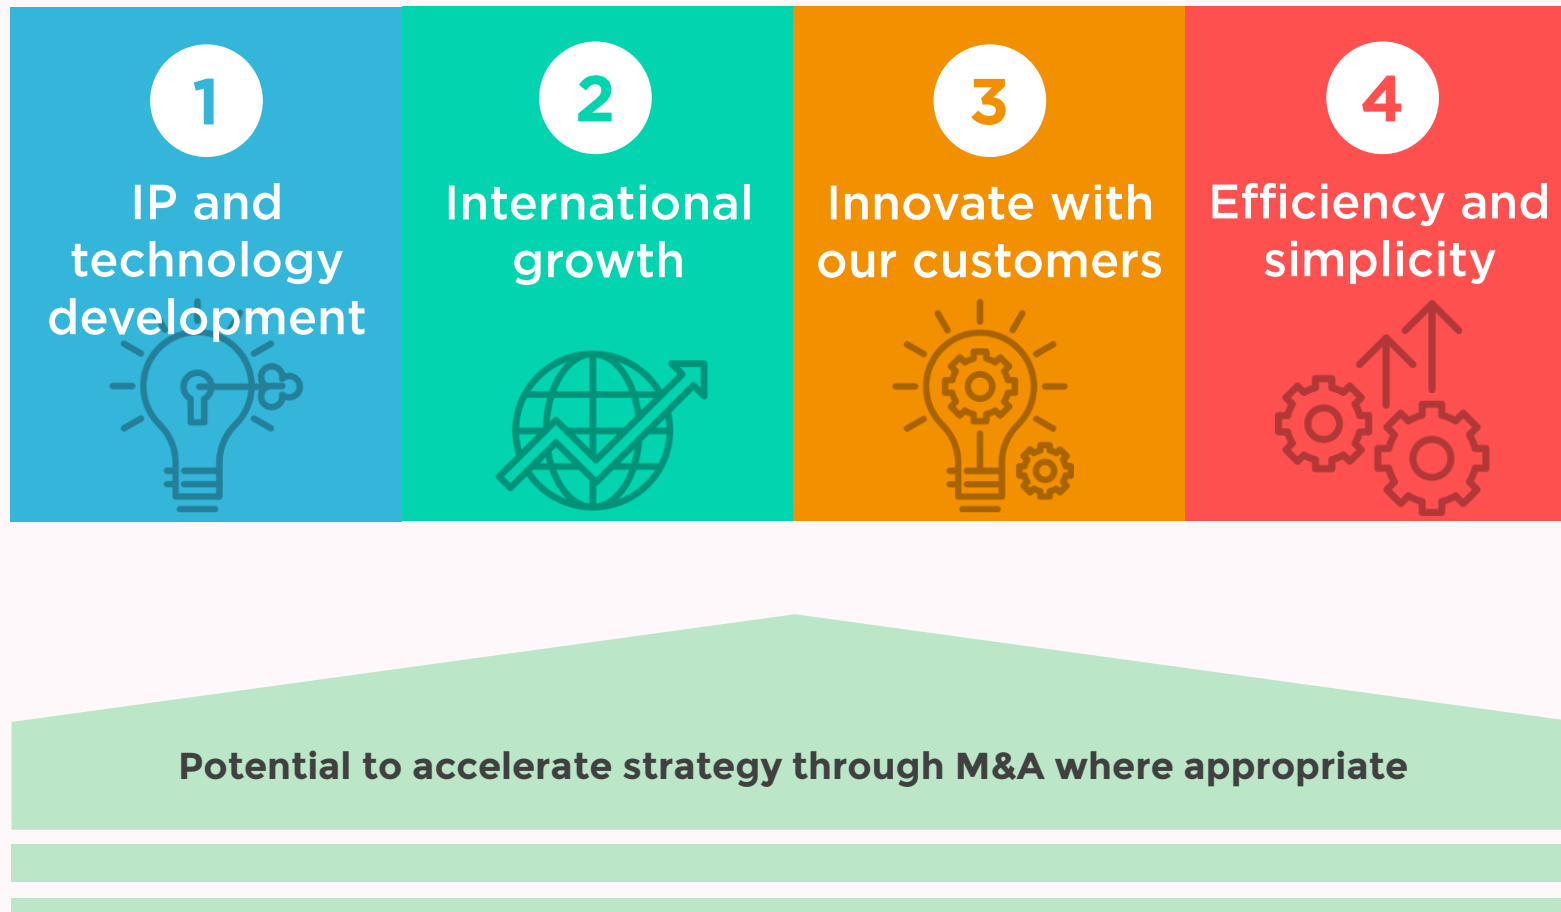 1
IP and
technology
development
2
International
growth
3
Innovate with
our customers
4
Efficiency and
simplicity
Potential to accelerate strategy through M&A where appropriate